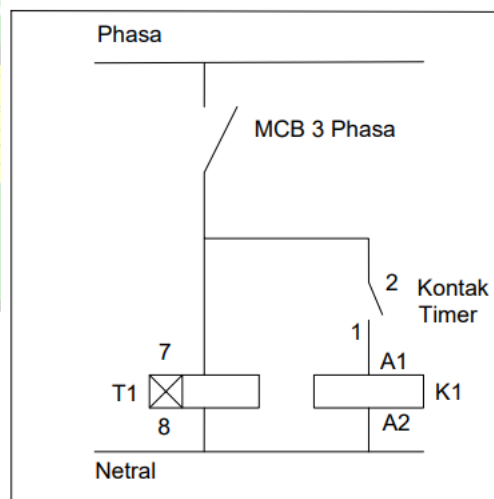 Phasa
MCB 3 Phasa
2
Kontak
Timer
1
7
A1
T1
K1
8
A2
Netral